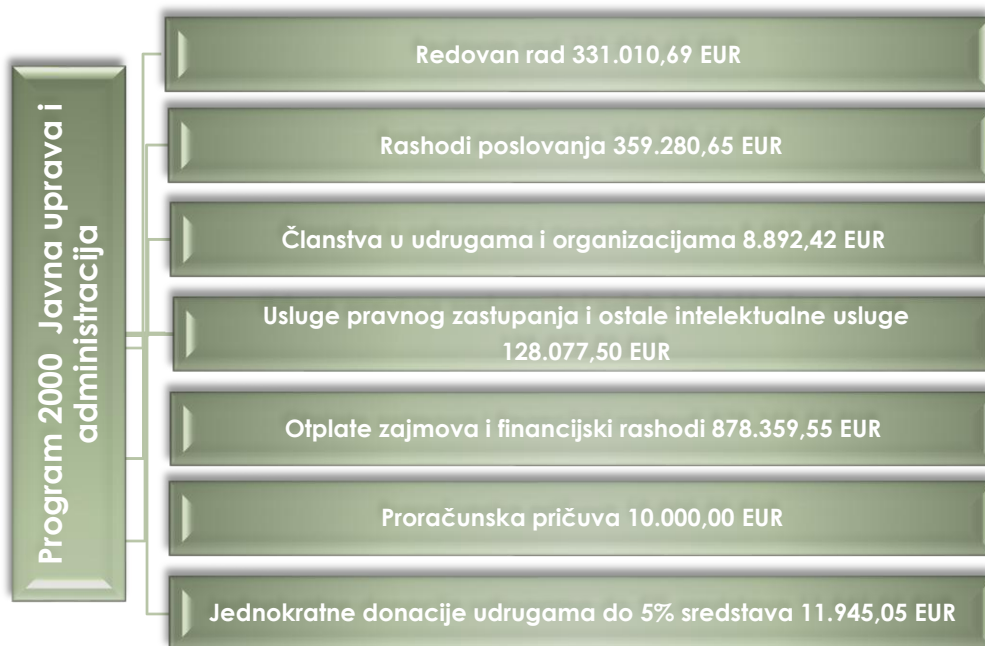 Program 2000 Javna uprava i
administracija
Redovan rad 331.010,69 EUR
Rashodi poslovanja 359.280,65 EUR
Članstva u udrugama i organizacijama 8.892,42 EUR
Usluge pravnog zastupanja i ostale intelektualne usluge
128.077,50 EUR
Otplate zajmova i financijski rashodi 878.359,55 EUR
Proračunska pričuva 10.000,00 EUR
Jednokratne donacije udrugama do 5% sredstava 11.945,05 EUR